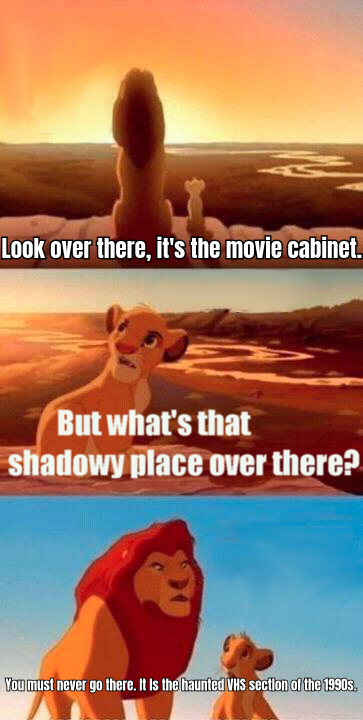 Look over there, it's the movie cabinet.
But what's that
shadowy place over there?
You must never go there. It is the haunted VHS section of the 1990s.